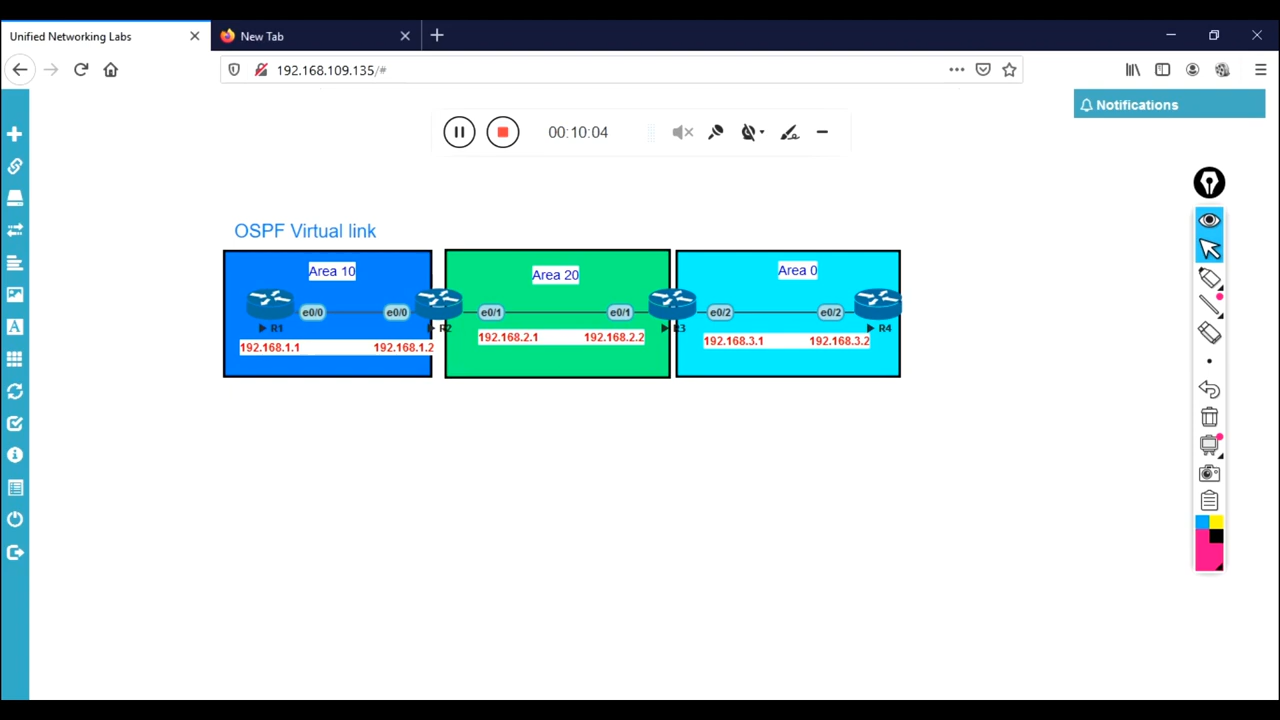 Unified Networking Labs
New Tab
192.168.109.135/#
Notifications
00:10:04
OSPF Virtual link
Area 10
Area 20
Area 0
e0/0
e0/0
e0/1
e0/1
e0/2
e0/2
R1
R2
R3
R4
192.168.1.1
192.168.1.2
192.168.2.1
192.168.2.2
192.168.3.1
192.168.3.2